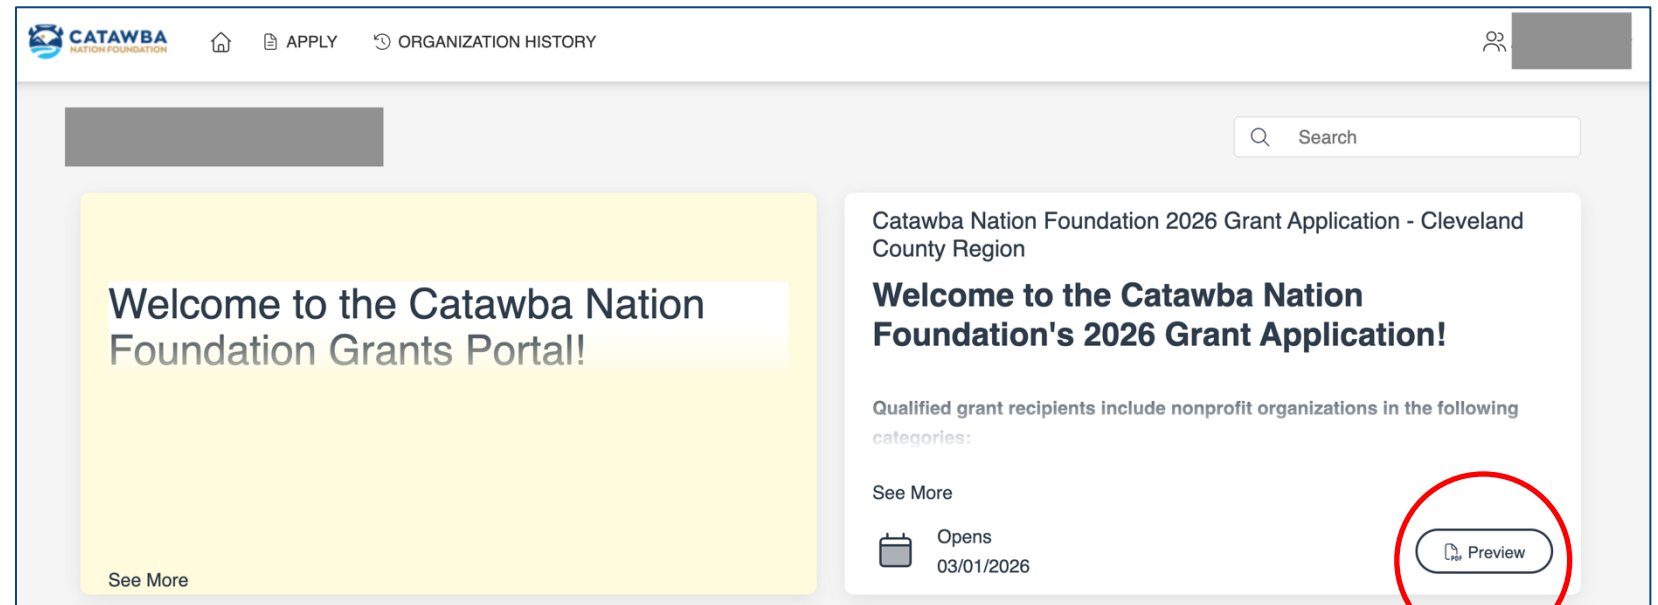 CATAWBA
NATION FOUNDATION
APPLY
ORGANIZATION HISTORY
Search
Welcome to the Catawba Nation
Foundation Grants Portal!
See More
Catawba Nation Foundation 2026 Grant Application - Cleveland
County Region
Welcome to the Catawba Nation
Foundation's 2026 Grant Application!
Qualified grant recipients include nonprofit organizations in the following
categories:
See More
Opens
03/01/2026
PDF Preview